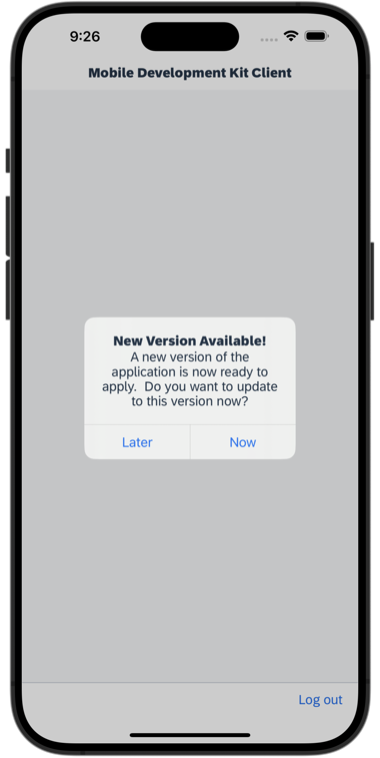 9:26
Mobile Development Kit Client
New Version Available!
A new version of the
application is now ready to
apply.  Do you want to update
to this version now?
Later
Now
Log out